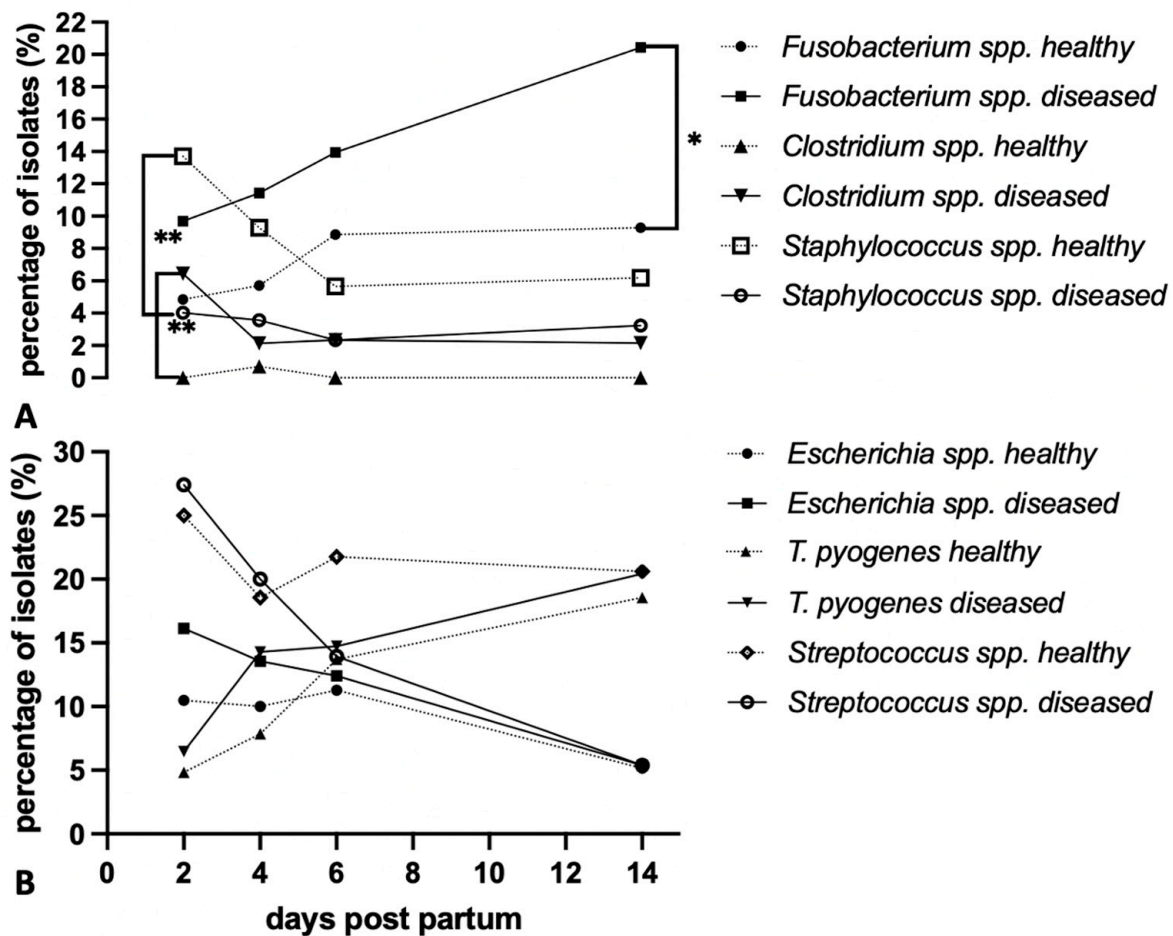 percentage of isolates (%)
22
20
18
16
14
12
10
8
6
4
2
0
**
**
*
Fusobacterium spp. healthy
Fusobacterium spp. diseased
Clostridium spp. healthy
Clostridium spp. diseased
Staphylococcus spp. healthy
Staphylococcus spp. diseased
A
percentage of isolates (%)
30
25
20
15
10
5
0
Escherichia spp. healthy
Escherichia spp. diseased
T. pyogenes healthy
T. pyogenes diseased
Streptococcus spp. healthy
Streptococcus spp. diseased
B
0 2 4 6 8 10 12 14
days post partum